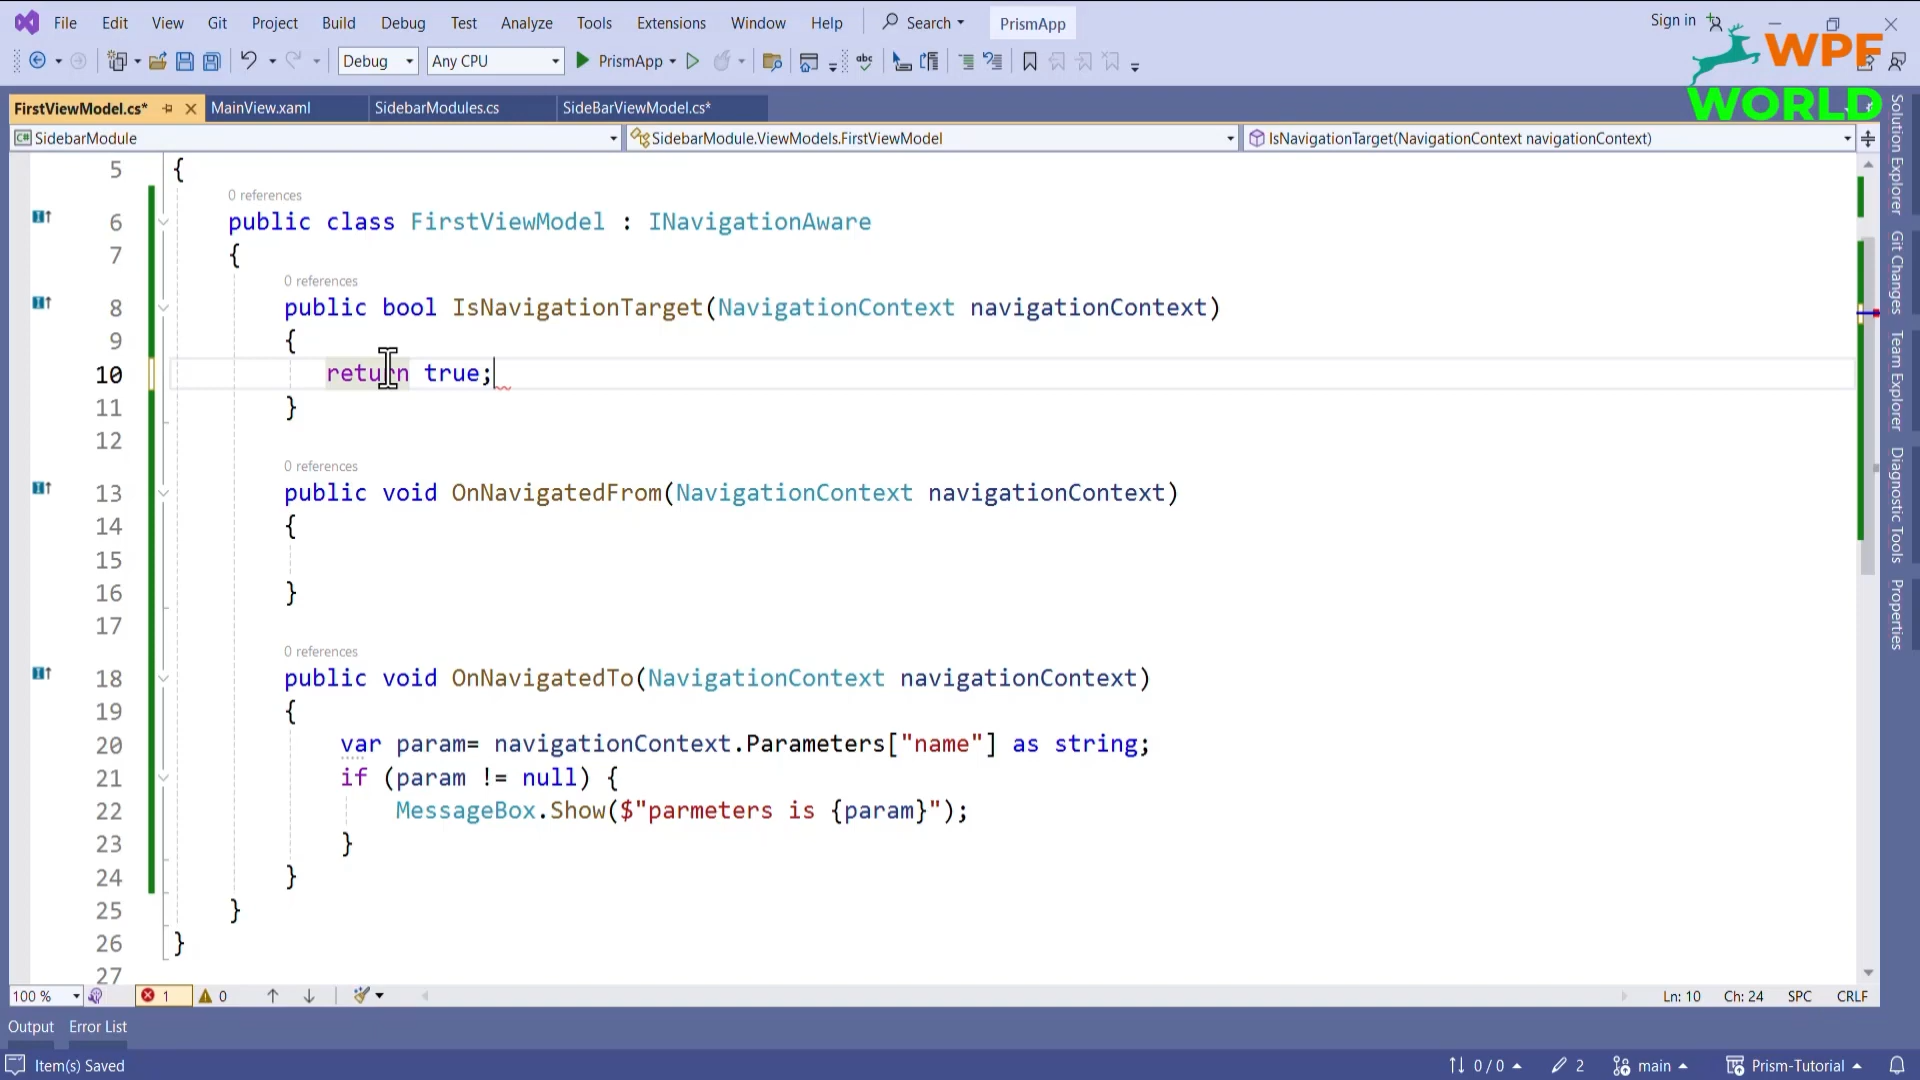 File Edit View Git Project Build Debug Test Analyze Tools Extensions Window Help Search PrismApp Sign in
Debug Any CPU PrismApp
WPF
WORLD
FirstViewModel.cs* MainView.xaml SidebarModules.cs SideBarViewModel.cs*
SidebarModule SidebarModule.ViewModels.FirstViewModel IsNavigationTarget(NavigationContext navigationContext)
5 {
0 references
6 public class FirstViewModel : INavigationAware
7 {
0 references
8 public bool IsNavigationTarget(NavigationContext navigationContext)
9 {
10 return true;
11 }
12
0 references
13 public void OnNavigatedFrom(NavigationContext navigationContext)
14 {
15
16 }
17
0 references
18 public void OnNavigatedTo(NavigationContext navigationContext)
19 {
20 var param= navigationContext.Parameters["name"] as string;
21 if (param != null) {
22 MessageBox.Show($"parmeters is {param}");
23 }
24 }
25 }
26 }
27
100 % 1 0 Ln: 10 Ch: 24 SPC CRLF
Output Error List
Item(s) Saved 0 / 0 2 main Prism-Tutorial
Solution Explorer
Git Changes
Team Explorer
Diagnostic Tools
Properties